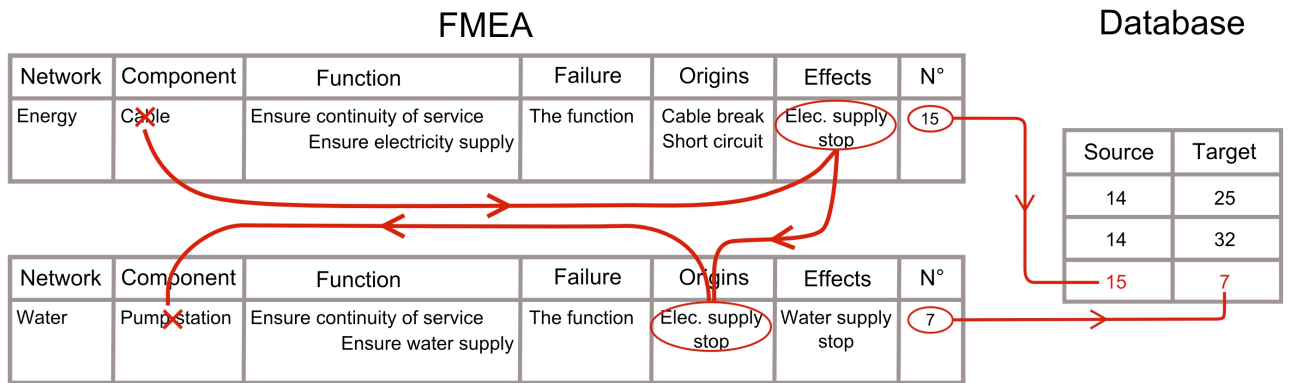 FMEA
Database
Network Component Function Failure Origins Effects N°
Energy Cable Ensure continuity of service The function Cable break Elec. supply 15
Ensure electricity supply Short circuit stop
Source Target
14 25
14 32
15 7
Network Component Function Failure Origins Effects N°
Water Pump station Ensure continuity of service The function Elec. supply Water supply 7
Ensure water supply stop stop